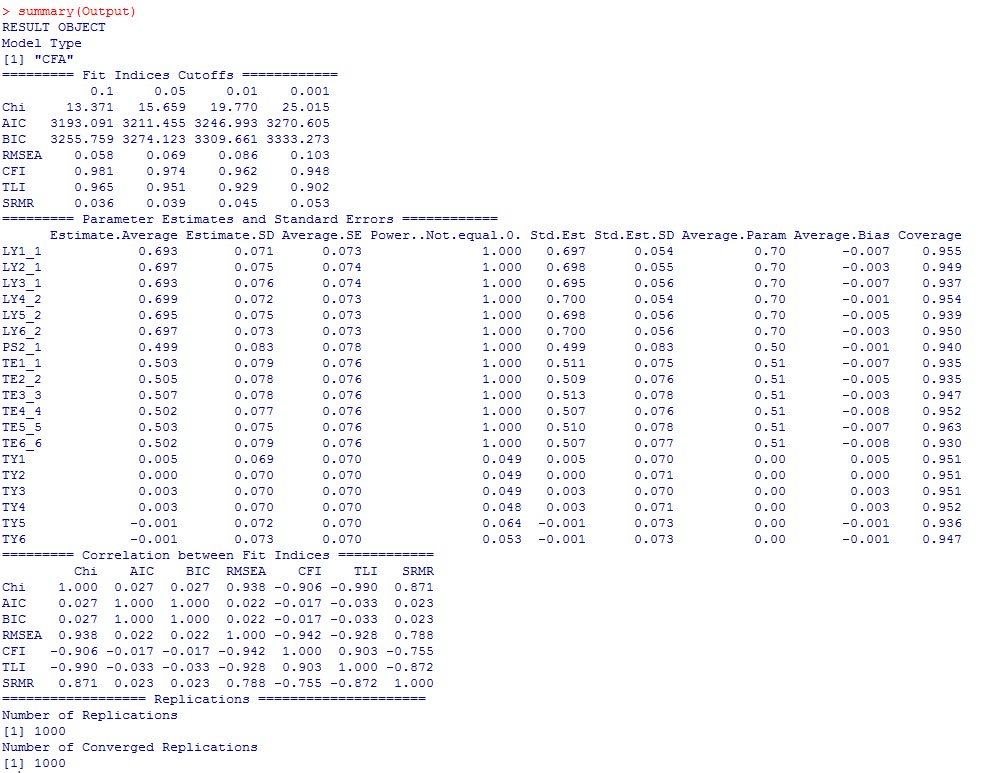 > summary(Output)
RESULT OBJECT
Model Type
[1] "CFA"
========= Fit Indices Cutoffs ============
           0.1     0.05     0.01    0.001
Chi     13.371   15.659   19.770   25.015
AIC   3193.091 3211.455 3246.993 3270.605
BIC   3255.759 3274.123 3309.661 3333.273
RMSEA    0.058    0.069    0.086    0.103
CFI      0.981    0.974    0.962    0.948
TLI      0.965    0.951    0.929    0.902
SRMR     0.036    0.039    0.045    0.053
========= Parameter Estimates and Standard Errors ============
      Estimate.Average Estimate.SD Average.SE Power..Not.equal.0. Std.Est Std.Est.SD Average.Param Average.Bias Coverage
LY1_1            0.693       0.071      0.073               1.000   0.697      0.054          0.70       -0.007    0.955
LY2_1            0.697       0.075      0.074               1.000   0.698      0.055          0.70       -0.003    0.949
LY3_1            0.693       0.076      0.074               1.000   0.695      0.056          0.70       -0.007    0.937
LY4_2            0.699       0.072      0.073               1.000   0.700      0.054          0.70       -0.001    0.954
LY5_2            0.695       0.075      0.073               1.000   0.698      0.056          0.70       -0.005    0.939
LY6_2            0.697       0.073      0.073               1.000   0.700      0.056          0.70       -0.003    0.950
PS2_1            0.499       0.083      0.078               1.000   0.499      0.083          0.50       -0.001    0.940
TE1_1            0.503       0.079      0.076               1.000   0.511      0.075          0.51       -0.007    0.935
TE2_2            0.505       0.078      0.076               1.000   0.509      0.076          0.51       -0.005    0.935
TE3_3            0.507       0.078      0.076               1.000   0.513      0.078          0.51       -0.003    0.947
TE4_4            0.502       0.077      0.076               1.000   0.507      0.076          0.51       -0.008    0.952
TE5_5            0.503       0.075      0.076               1.000   0.510      0.078          0.51       -0.007    0.963
TE6_6            0.502       0.079      0.076               1.000   0.507      0.077          0.51       -0.008    0.930
TY1              0.005       0.069      0.070               0.049   0.005      0.070          0.00        0.005    0.951
TY2              0.000       0.070      0.070               0.049   0.000      0.071          0.00        0.000    0.951
TY3              0.003       0.070      0.070               0.049   0.003      0.070          0.00        0.003    0.951
TY4              0.003       0.070      0.070               0.048   0.003      0.071          0.00        0.003    0.952
TY5             -0.001       0.072      0.070               0.064  -0.001      0.073          0.00       -0.001    0.936
TY6             -0.001       0.073      0.070               0.053  -0.001      0.073          0.00       -0.001    0.947
========= Correlation between Fit Indices ============
         Chi    AIC    BIC  RMSEA    CFI    TLI   SRMR
Chi    1.000  0.027  0.027  0.938 -0.906 -0.990  0.871
AIC    0.027  1.000  1.000  0.022 -0.017 -0.033  0.023
BIC    0.027  1.000  1.000  0.022 -0.017 -0.033  0.023
RMSEA  0.938  0.022  0.022  1.000 -0.942 -0.928  0.788
CFI   -0.906 -0.017 -0.017 -0.942  1.000  0.903 -0.755
TLI   -0.990 -0.033 -0.033 -0.928  0.903  1.000 -0.872
SRMR   0.871  0.023  0.023  0.788 -0.755 -0.872  1.000
================== Replications =====================
Number of Replications
[1] 1000
Number of Converged Replications
[1] 1000